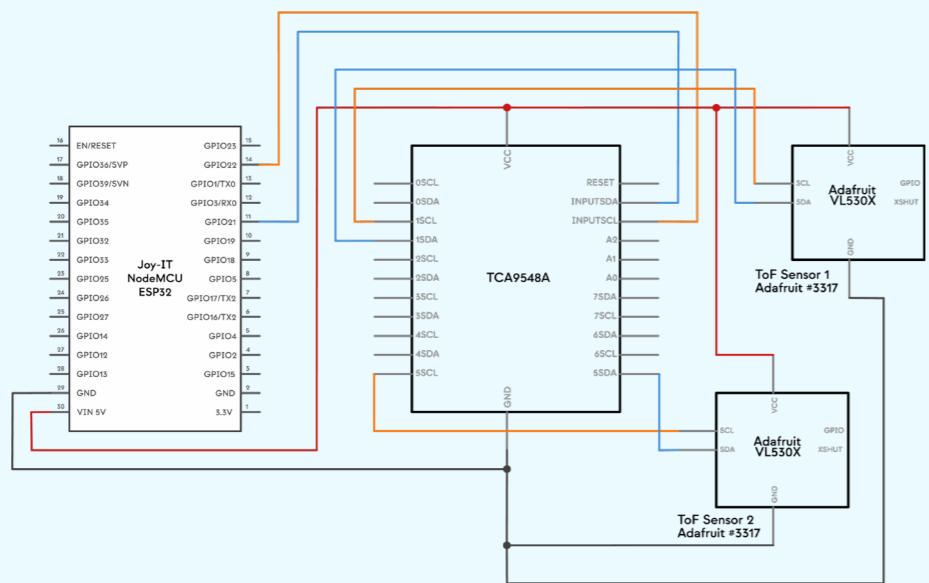 16 EN/RESET GPIO23 15
17 GPIO36/SVP GPIO22 14
18 GPIO39/SVN GPIO1/TX0 13
19 GPIO34 GPIO3/RX0 12
20 GPIO35 GPIO21 11
21 GPIO32 GPIO19 10
22 GPIO33 GPIO18 9
23 GPIO25 GPIO5 8
24 GPIO26 GPIO17/TX2 7
25 GPIO27 GPIO16/TX2 6
26 GPIO14 GPIO4 5
27 GPIO12 GPIO2 4
28 GPIO13 GPIO15 3
29 GND GND 2
30 VIN 5V 3.3V 1
Joy-IT
NodeMCU
ESP32
VCC
0SCL RESET
0SDA INPUTSDA
1SCL INPUTSCL
1SDA A2
2SCL A1
2SDA A0
3SCL 7SDA
3SDA 7SCL
4SCL 6SDA
4SDA 6SCL
5SCL 5SDA
TCA9548A
GND
VCC
SCL GPIO
SDA XSHUT
Adafruit
VL530X
GND
ToF Sensor 1
Adafruit #3317
VCC
SCL GPIO
SDA XSHUT
Adafruit
VL530X
GND
ToF Sensor 2
Adafruit #3317